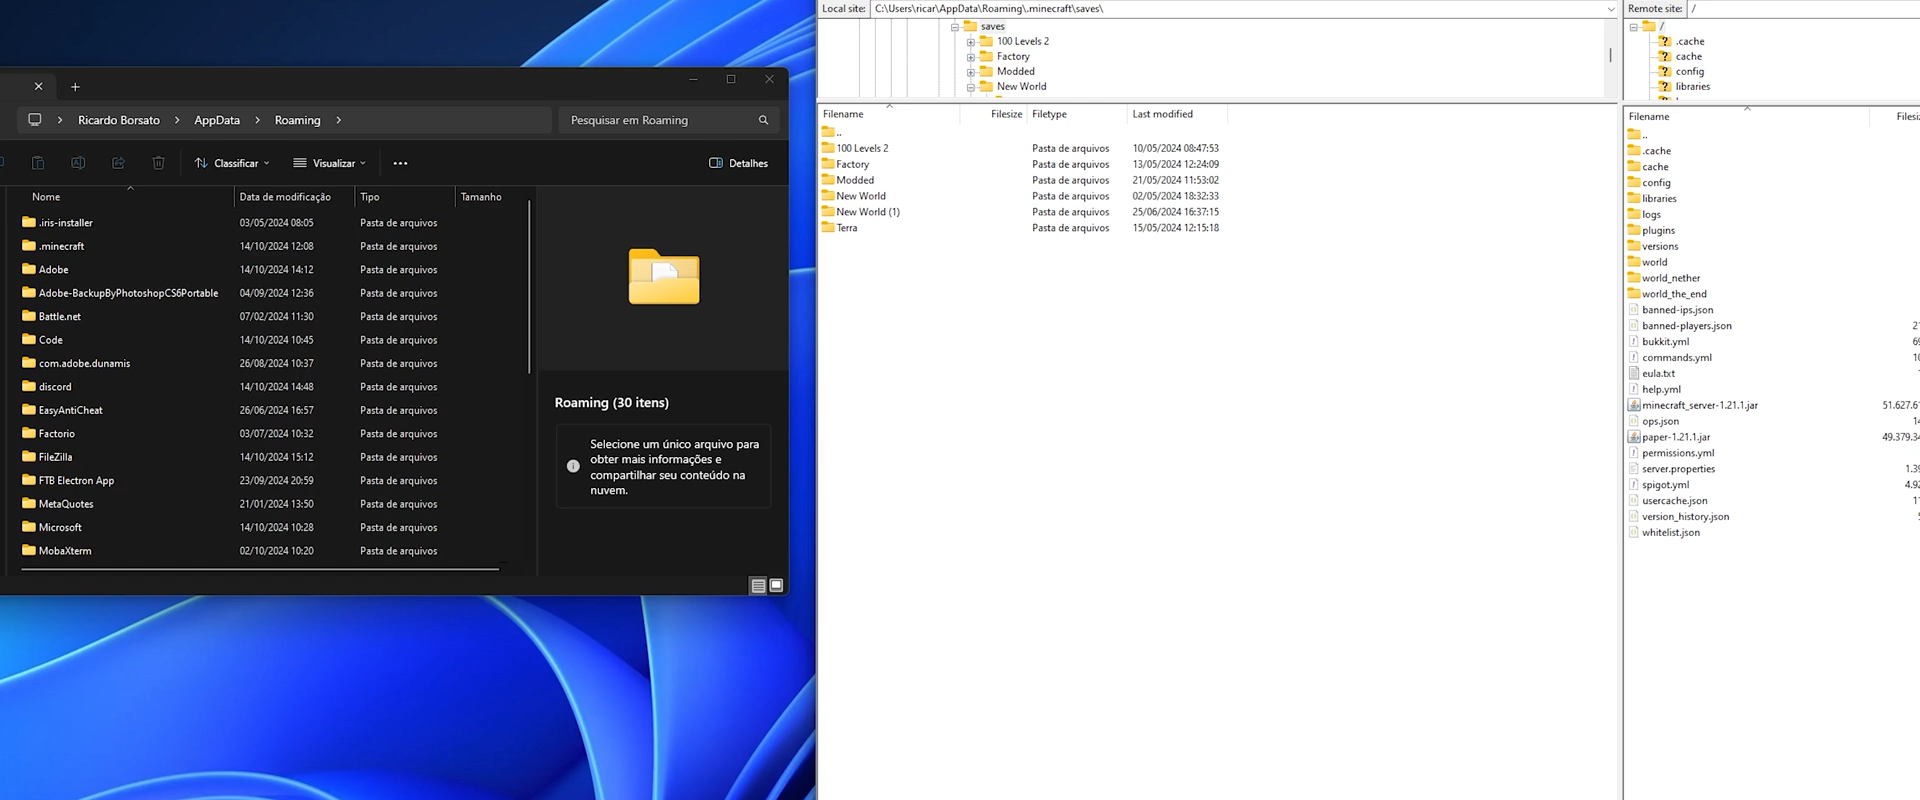 Ricardo Borsato > AppData > Roaming >
Pesquisar em Roaming
Classificar
Visualizar
Detalhes
Nome Data de modificação Tipo Tamanho
.iris-installer 03/05/2024 08:05 Pasta de arquivos
.minecraft 14/10/2024 12:08 Pasta de arquivos
Adobe 14/10/2024 14:12 Pasta de arquivos
Adobe-BackupByPhotoshopCS6Portable 04/09/2024 12:36 Pasta de arquivos
Battle.net 07/02/2024 11:30 Pasta de arquivos
Code 14/10/2024 10:45 Pasta de arquivos
com.adobe.dunamis 26/08/2024 10:37 Pasta de arquivos
discord 14/10/2024 14:48 Pasta de arquivos
EasyAntiCheat 26/06/2024 16:57 Pasta de arquivos
Factorio 03/07/2024 10:32 Pasta de arquivos
FileZilla 14/10/2024 15:12 Pasta de arquivos
FTB Electron App 23/09/2024 20:59 Pasta de arquivos
MetaQuotes 21/01/2024 13:50 Pasta de arquivos
Microsoft 14/10/2024 10:28 Pasta de arquivos
MobaXterm 02/10/2024 10:20 Pasta de arquivos
Roaming (30 itens)
Selecione um único arquivo para
obter mais informações e
compartilhar seu conteúdo na
nuvem.
Local site: C:\Users\ricar\AppData\Roaming\.minecraft\saves\
saves
100 Levels 2
Factory
Modded
New World
Filename Filesize Filetype Last modified
..
100 Levels 2 Pasta de arquivos 10/05/2024 08:47:53
Factory Pasta de arquivos 13/05/2024 12:24:09
Modded Pasta de arquivos 21/05/2024 11:53:02
New World Pasta de arquivos 02/05/2024 18:32:33
New World (1) Pasta de arquivos 25/06/2024 16:37:15
Terra Pasta de arquivos 15/05/2024 12:15:18
Remote site: /
/
.cache
cache
config
libraries
Filename
..
.cache
cache
config
libraries
logs
plugins
versions
world
world_nether
world_the_end
banned-ips.json
banned-players.json
bukkit.yml
commands.yml
eula.txt
help.yml
minecraft_server-1.21.1.jar
ops.json
paper-1.21.1.jar
permissions.yml
server.properties
spigot.yml
usercache.json
version_history.json
whitelist.json